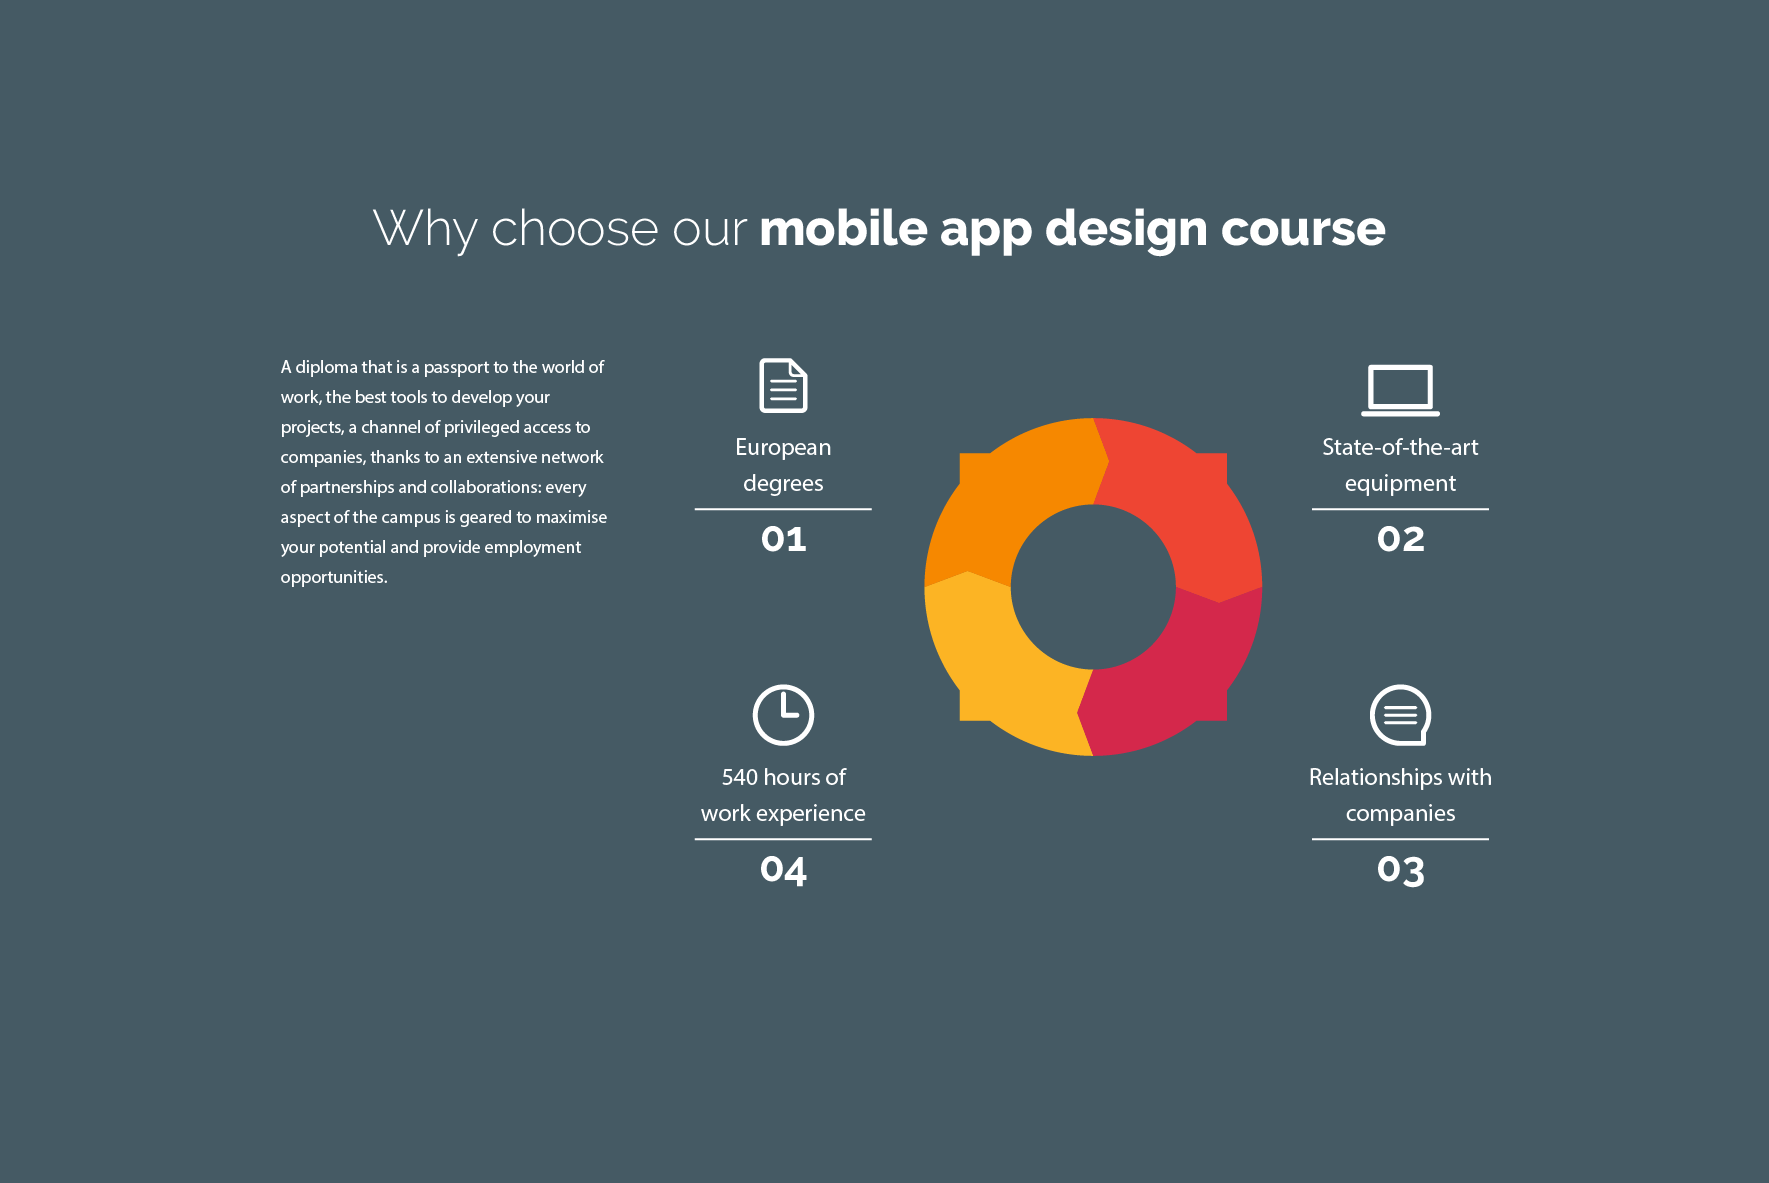 Why choose our mobile app design course
A diploma that is a passport to the world of
work, the best tools to develop your
projects, a channel of privileged access to
companies, thanks to an extensive network
of partnerships and collaborations: every
aspect of the campus is geared to maximise
your potential and provide employment
opportunities.
European
degrees
01
State-of-the-art
equipment
02
540 hours of
work experience
04
Relationships with
companies
03